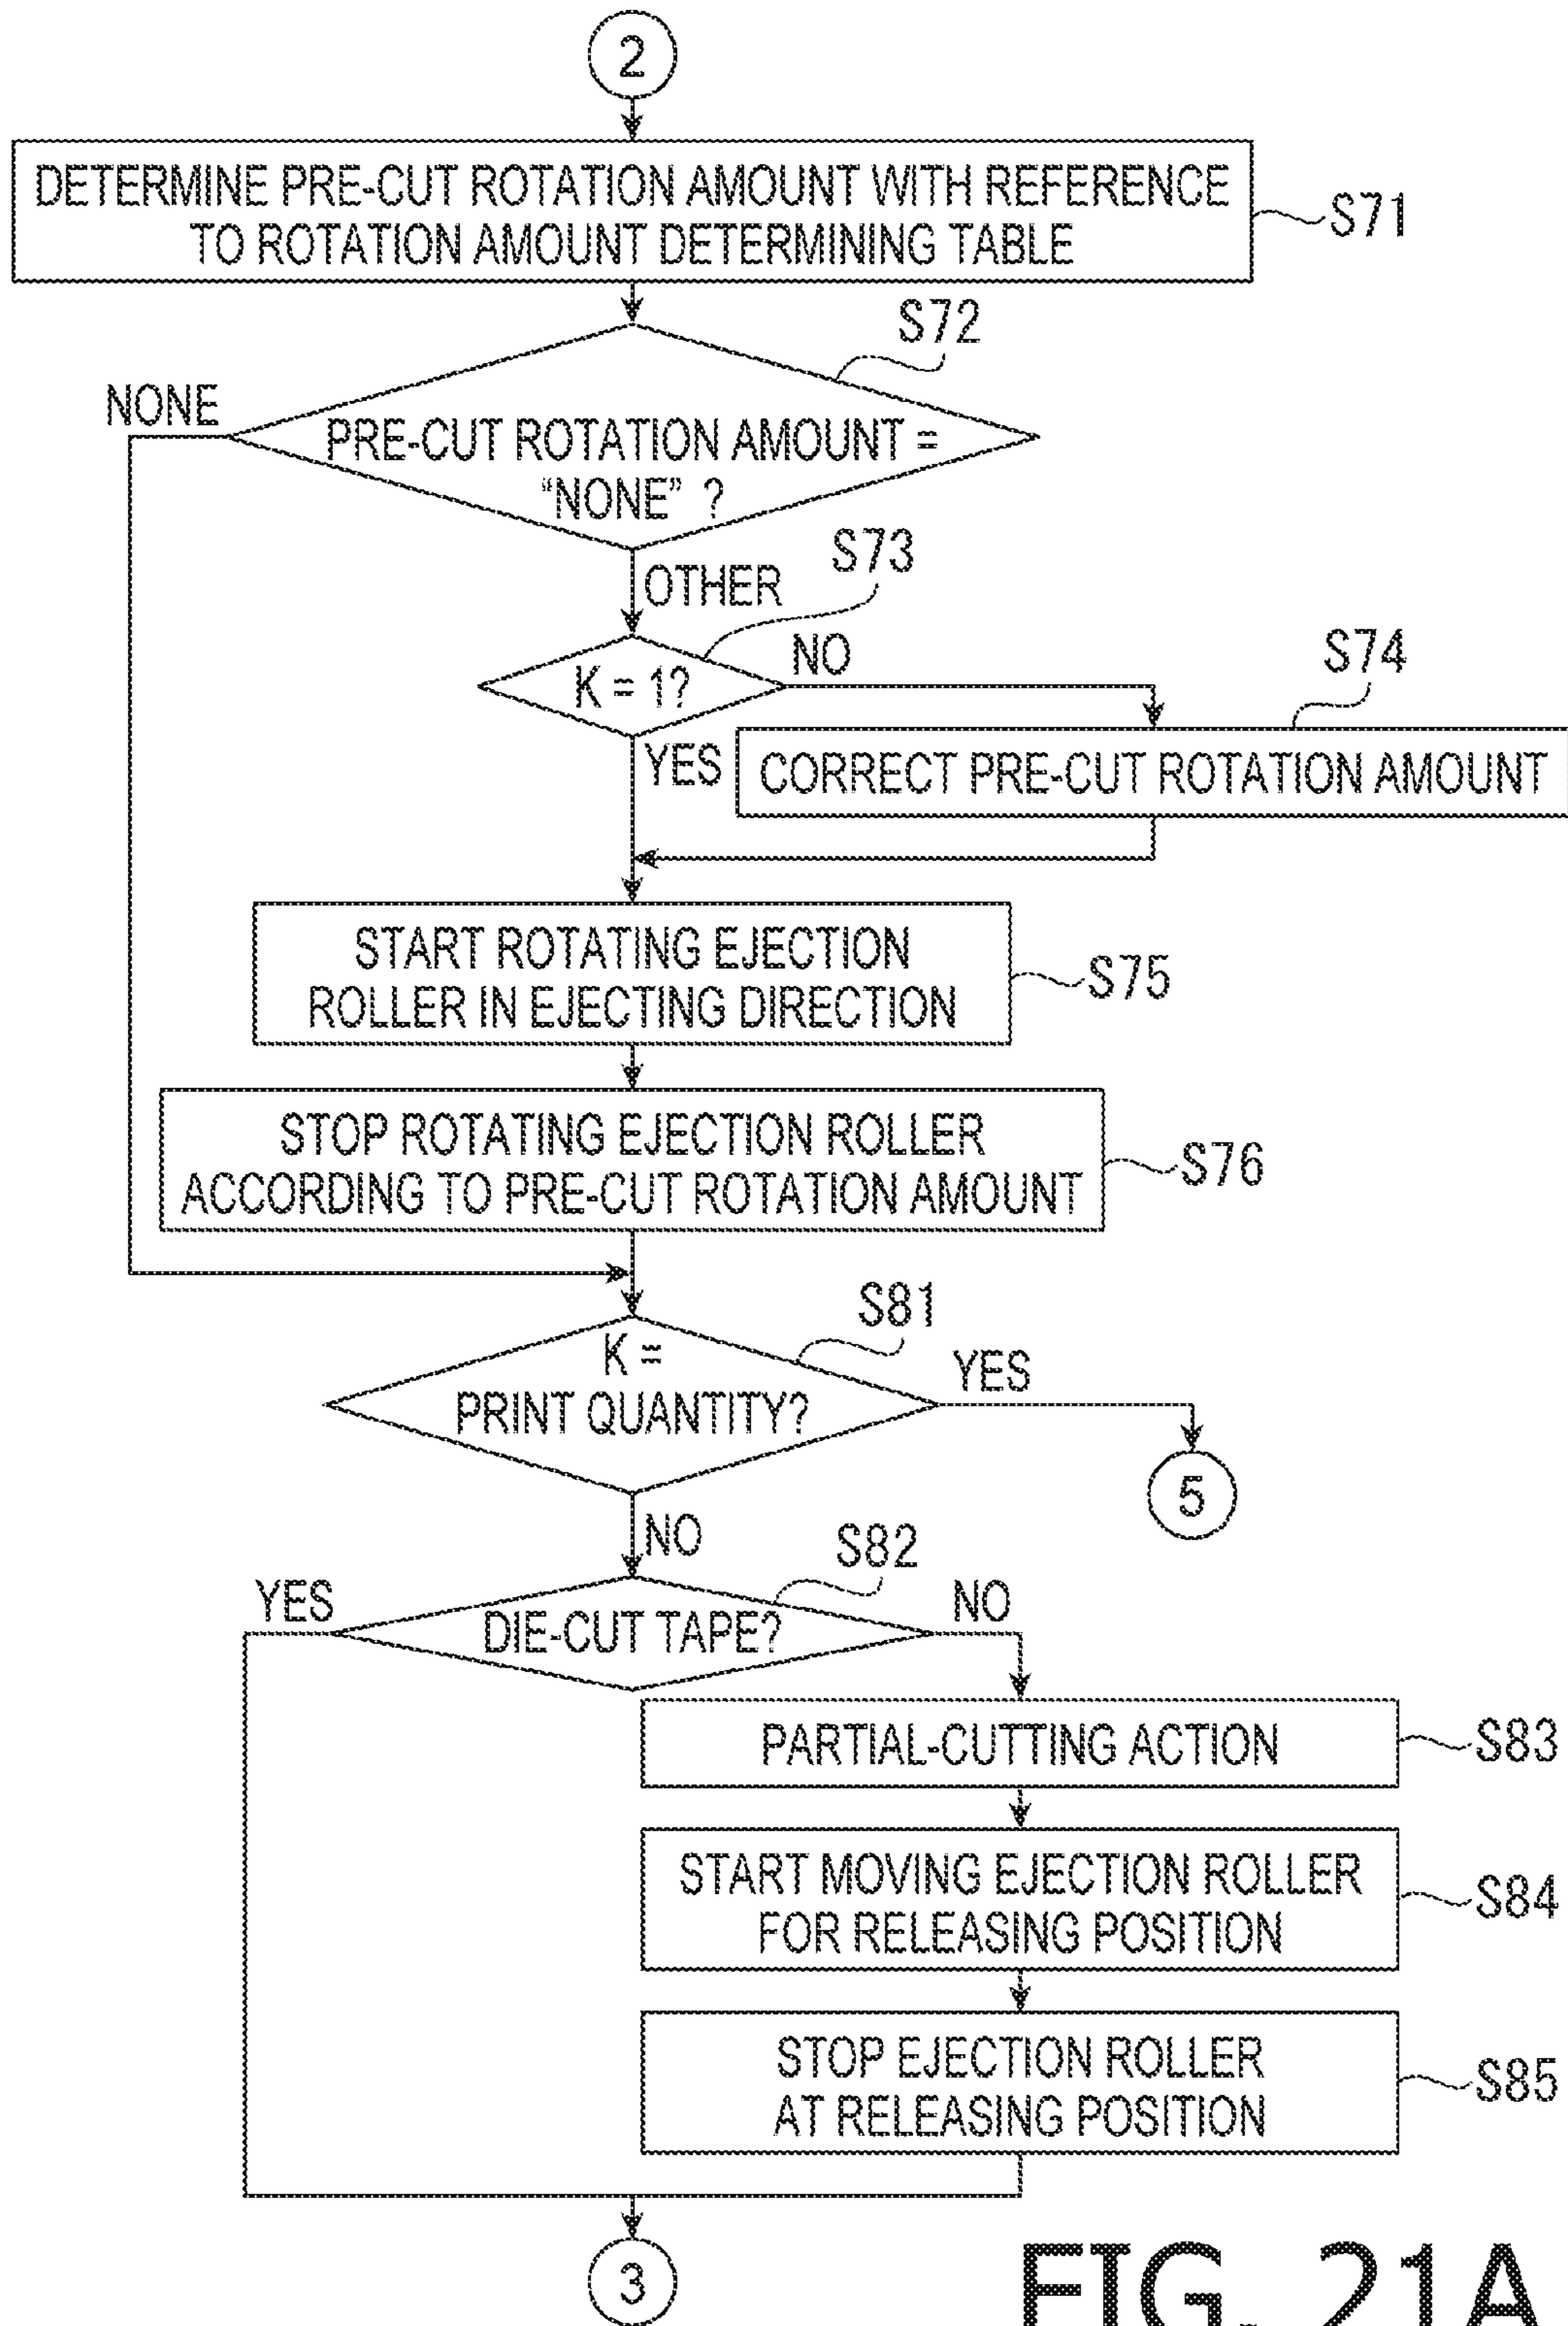 2
DETERMINE PRE-CUT ROTATION AMOUNT WITH REFERENCE
TO ROTATION AMOUNT DETERMINING TABLE
S71
S72
NONE
PRE-CUT ROTATION AMOUNT =
“NONE” ?
S73
OTHER
K = 1?
NO
S74
YES
CORRECT PRE-CUT ROTATION AMOUNT
START ROTATING EJECTION
ROLLER IN EJECTING DIRECTION
S75
STOP ROTATING EJECTION ROLLER
ACCORDING TO PRE-CUT ROTATION AMOUNT
S76
S81
K =
PRINT QUANTITY?
YES
5
NO
S82
YES
DIE-CUT TAPE?
NO
PARTIAL-CUTTING ACTION
S83
START MOVING EJECTION ROLLER
FOR RELEASING POSITION
S84
STOP EJECTION ROLLER
AT RELEASING POSITION
S85
3
FIG. 21A